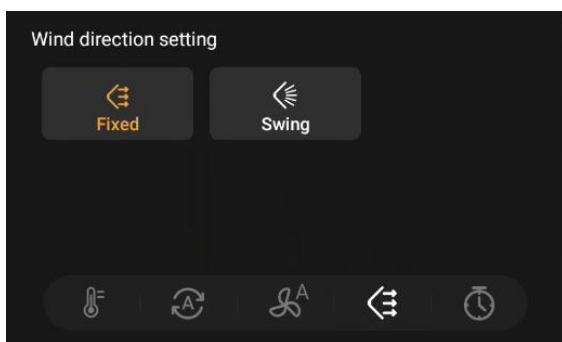 Wind direction setting
Fixed
Swing
A
A